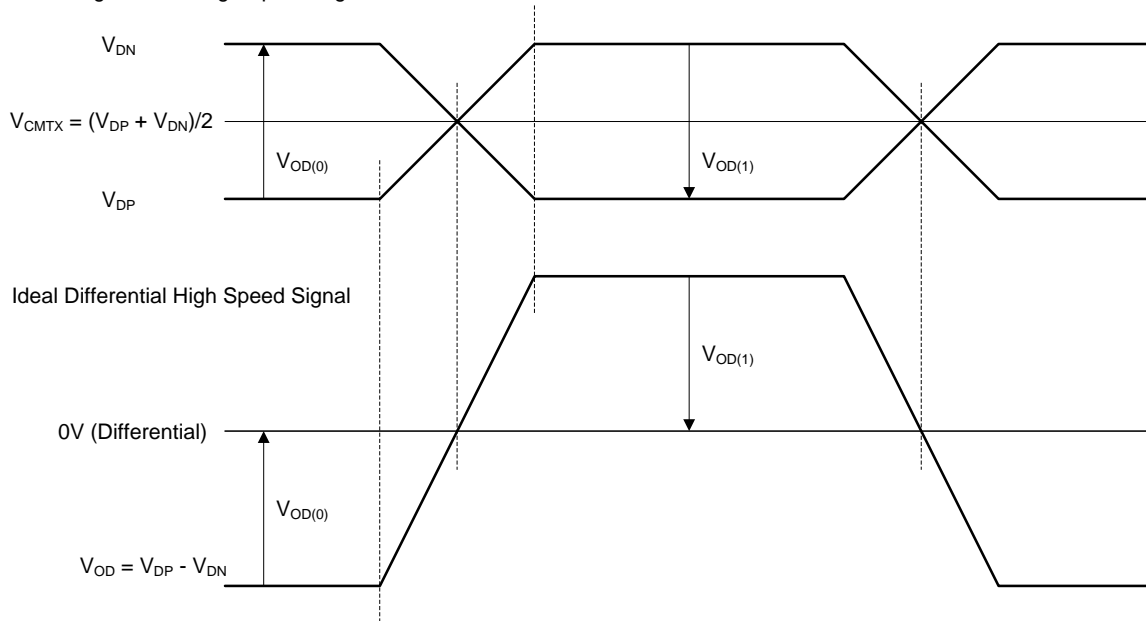 V_DN
V_CMTX = (V_DP + V_DN)/2
V_OD(0)
V_OD(1)
V_DP
Ideal Differential High Speed Signal
V_OD(1)
0V (Differential)
V_OD(0)
V_OD = V_DP - V_DN